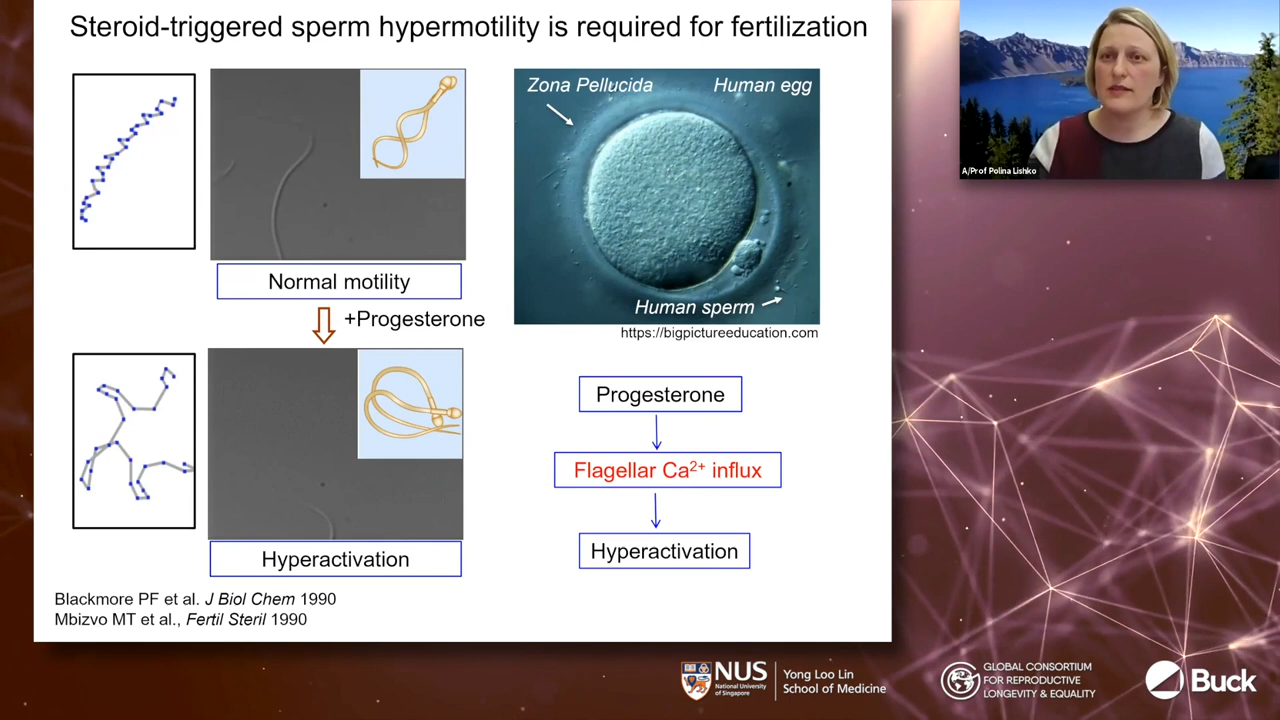 Steroid-triggered sperm hypermotility is required for fertilization
Zona Pellucida
Human egg
Human sperm
https://bigpictureeducation.com
Normal motility
+Progesterone
Hyperactivation
Progesterone
Flagellar Ca²⁺ influx
Hyperactivation
Blackmore PF et al. J Biol Chem 1990
Mbizvo MT et al., Fertil Steril 1990
A/Prof Polina Lishko
NUS
National University
of Singapore
Yong Loo Lin
School of Medicine
GLOBAL CONSORTIUM
FOR REPRODUCTIVE
LONGEVITY & EQUALITY
Buck